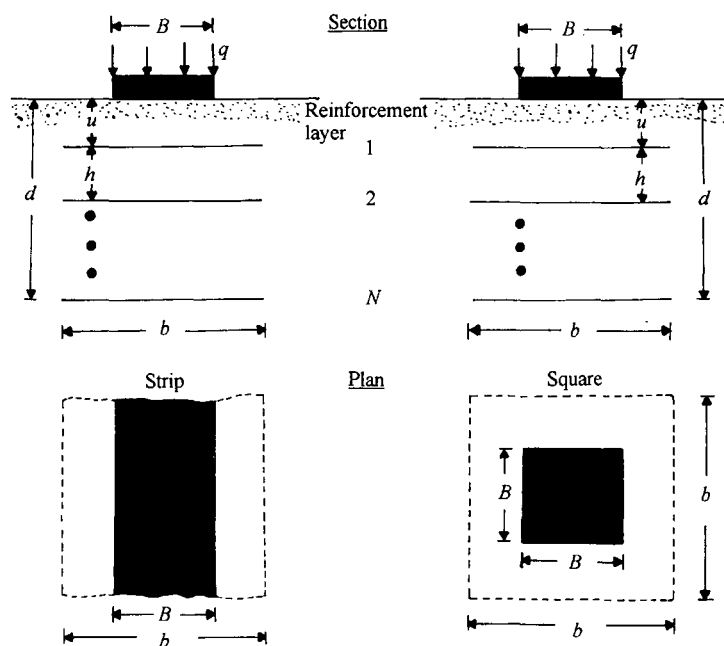 B Section B
q q
Reinforcement
layer
u u
1
h h
d 2 d
N
b b
Strip Plan Square
B b
B B
b b